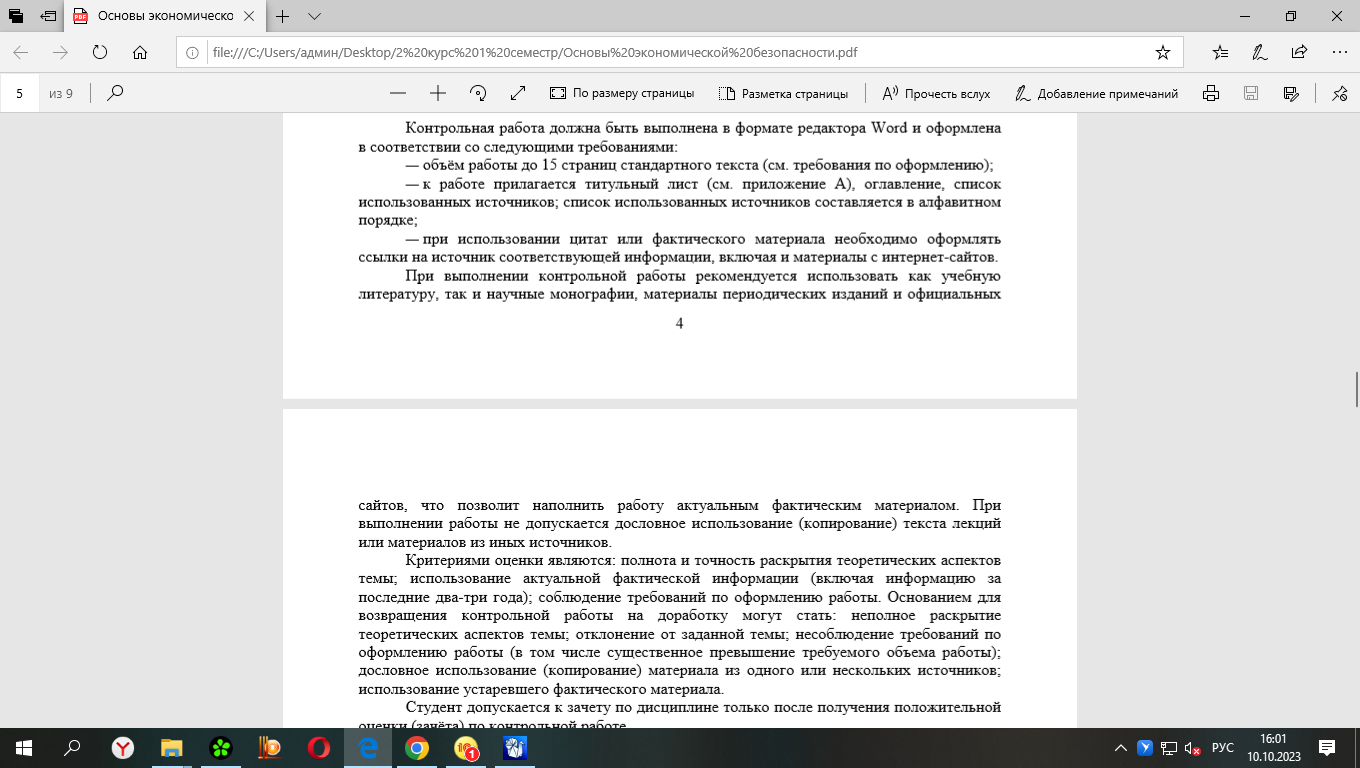 Основы экономическо
file:///C:/Users/админ/Desktop/2%20курс%201%20семестр/Основы%20экономической%20безопасности.pdf
5 из 9 По размеру страницы Разметка страницы Прочесть вслух Добавление примечаний
Контрольная работа должна быть выполнена в формате редактора Word и оформлена
в соответствии со следующими требованиями:
— объём работы до 15 страниц стандартного текста (см. требования по оформлению);
— к работе прилагается титульный лист (см. приложение А), оглавление, список
использованных источников; список использованных источников составляется в алфавитном
порядке;
— при использовании цитат или фактического материала необходимо оформлять
ссылки на источник соответствующей информации, включая и материалы с интернет-сайтов.
При выполнении контрольной работы рекомендуется использовать как учебную
литературу, так и научные монографии, материалы периодических изданий и официальных
4
сайтов, что позволит наполнить работу актуальным фактическим материалом. При
выполнении работы не допускается дословное использование (копирование) текста лекций
или материалов из иных источников.
Критериями оценки являются: полнота и точность раскрытия теоретических аспектов
темы; использование актуальной фактической информации (включая информацию за
последние два-три года); соблюдение требований по оформлению работы. Основанием для
возвращения контрольной работы на доработку могут стать: неполное раскрытие
теоретических аспектов темы; отклонение от заданной темы; несоблюдение требований по
оформлению работы (в том числе существенное превышение требуемого объема работы);
дословное использование (копирование) материала из одного или нескольких источников;
использование устаревшего фактического материала.
Студент допускается к зачету по дисциплине только после получения положительной
оценки (зачёта) по контрольной работе.
РУС
16:01
10.10.2023